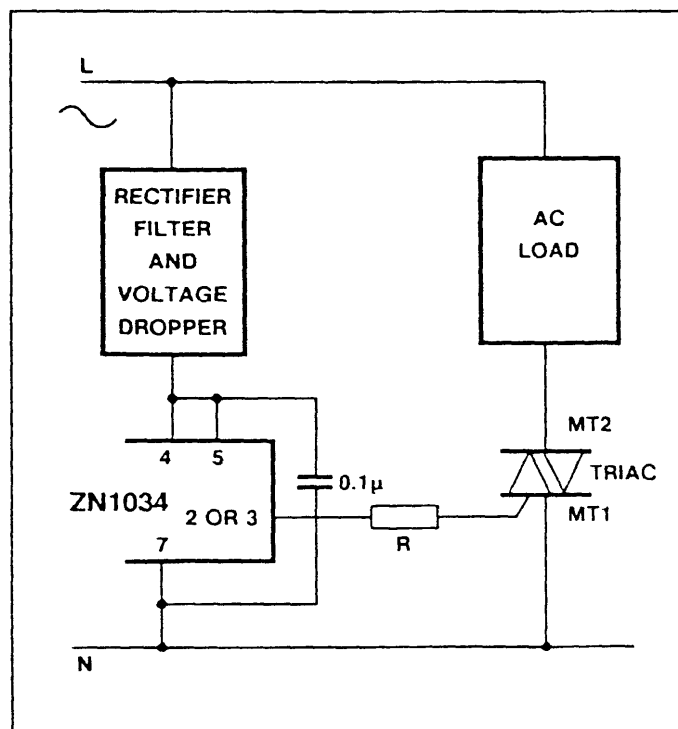 L
RECTIFIER
FILTER
AND
VOLTAGE
DROPPER
AC
LOAD
MT2
4
5
TRIAC
0.1µ
ZN1034
2 OR 3
MT1
R
7
N